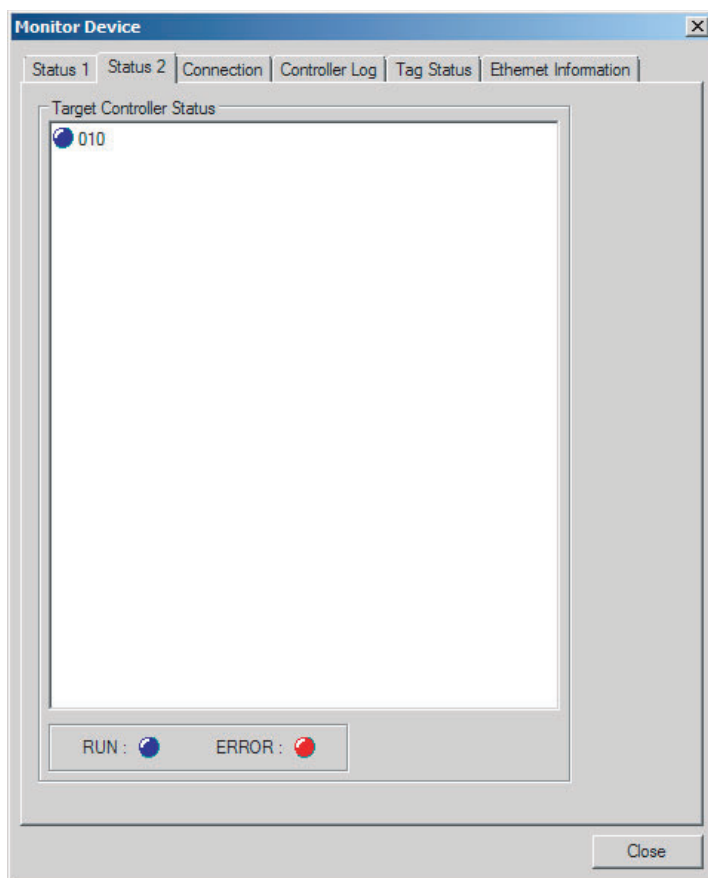 Monitor Device
Status 1 Status 2 Connection Controller Log Tag Status Ethernet Information
Target Controller Status
010
RUN : ERROR :
Close